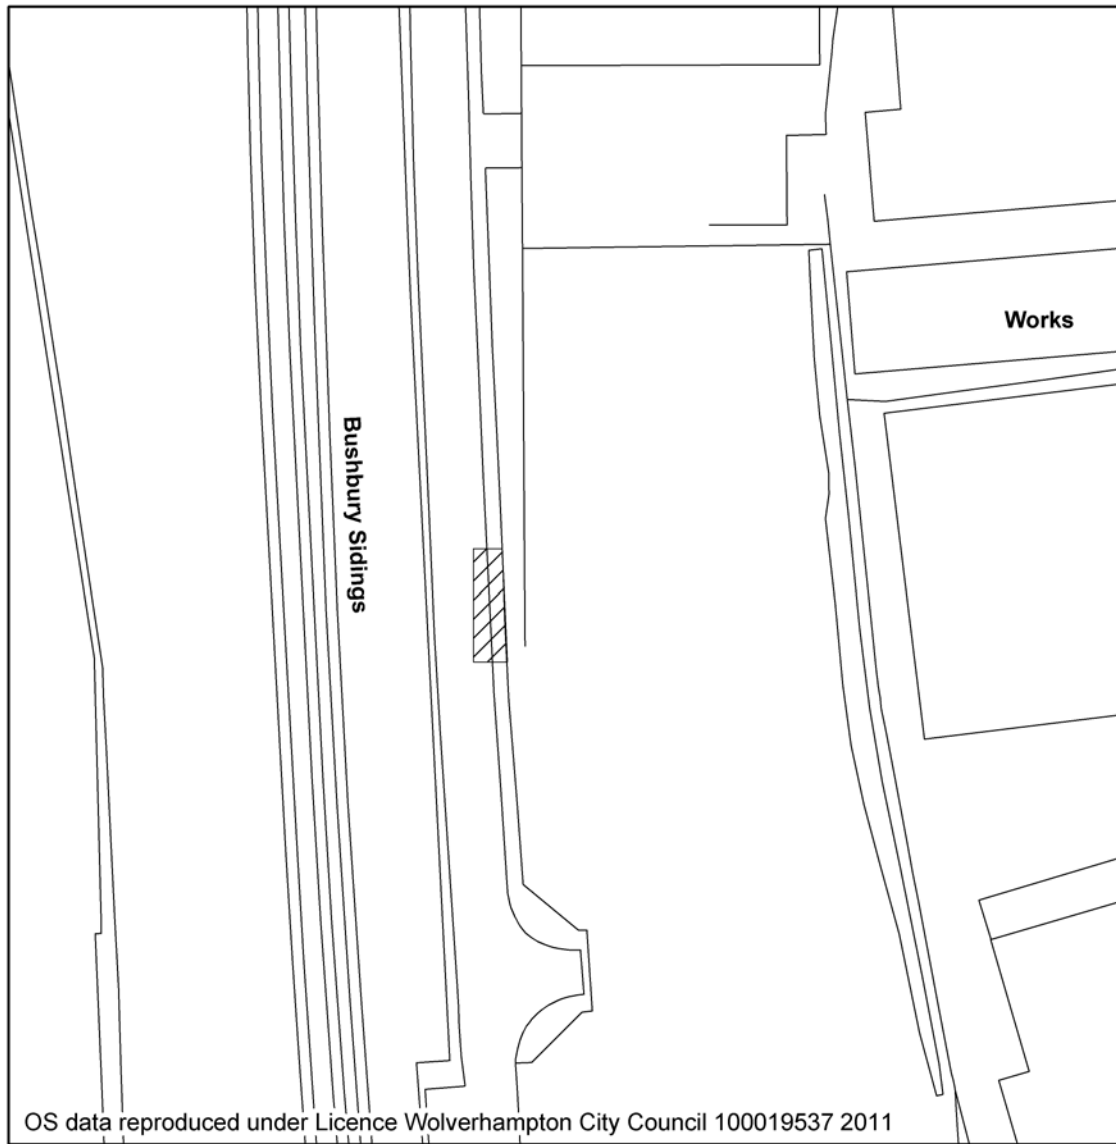 Works
Bushbury Sidings
OS data reproduced under Licence Wolverhampton City Council 100019537 2011